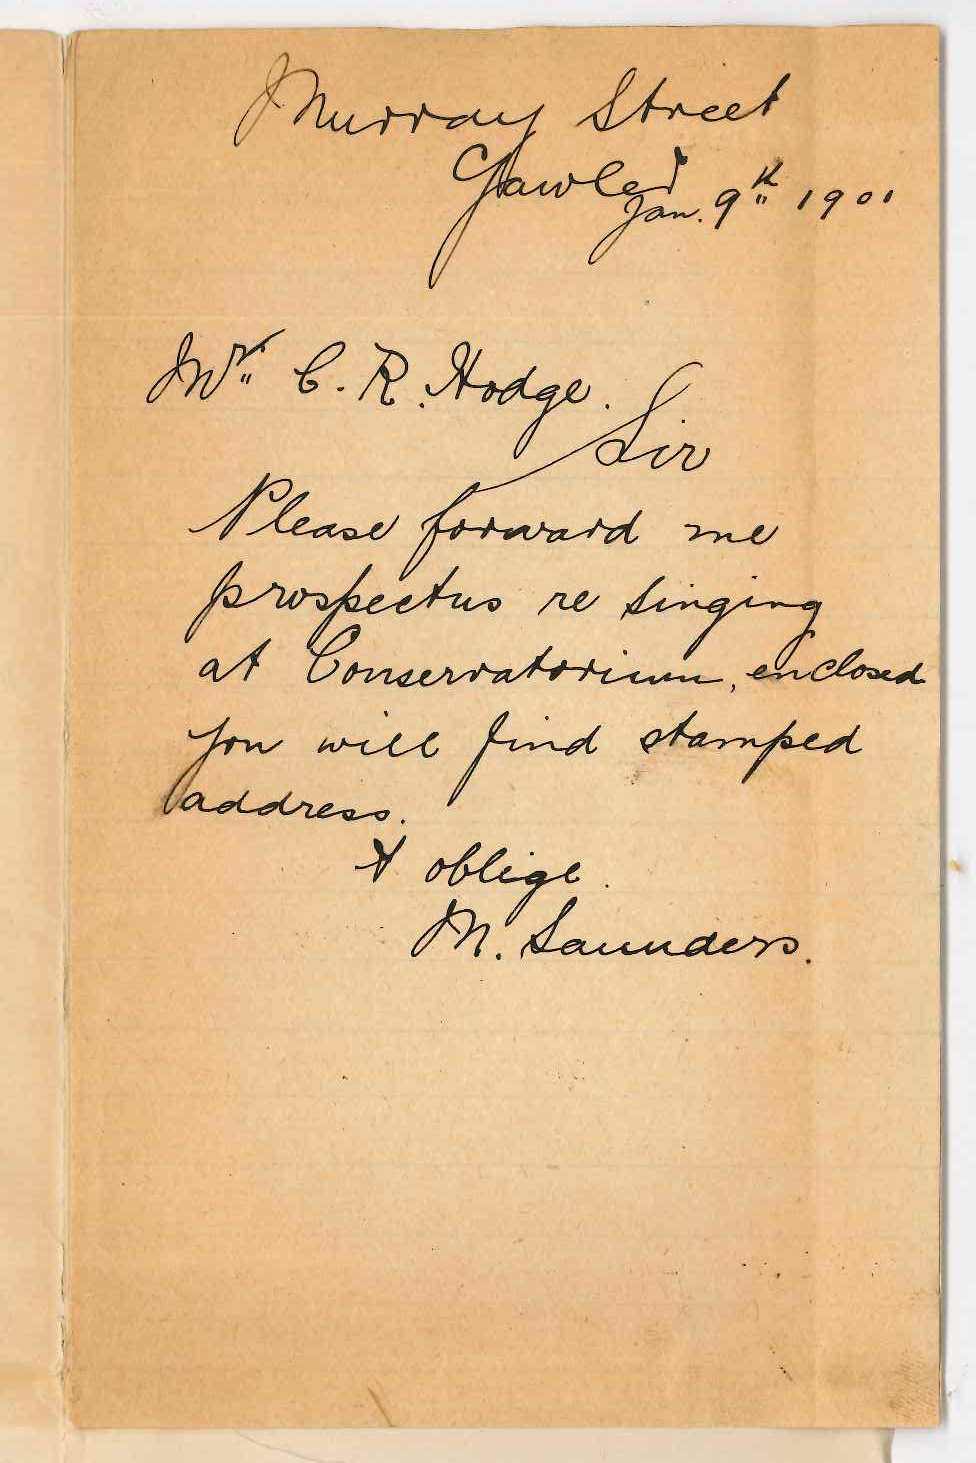 Murray Street
Gawler
Jan. 9th 1901
Mr. C. R. Hodge.
Sir
Please forward me
prospectus re singing
at Conservatorium, enclosed
you will find stamped
address.
& oblige.
M. Saunders.